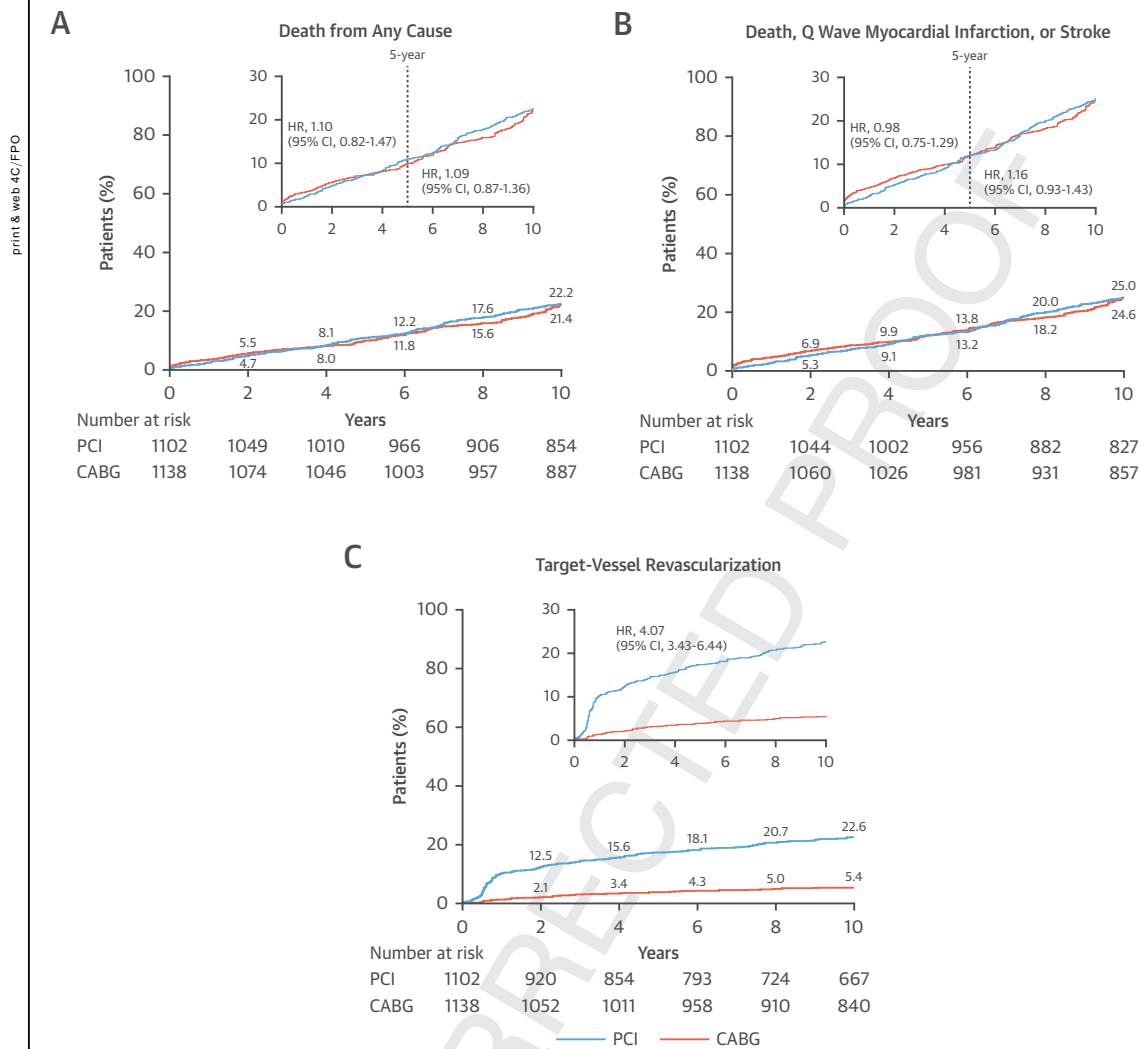 print & web 4C/FPO
A
Death from Any Cause
5-year
30
20
10
0
HR, 1.10
(95% CI, 0.82-1.47)
HR, 1.09
(95% CI, 0.87-1.36)
0 2 4 6 8 10
100
80
60
40
20
0
Patients (%)
5.5 8.1 12.2 17.6 22.2
4.7 8.0 11.8 15.6 21.4
0 2 4 6 8 10
Number at risk Years
PCI 1102 1049 1010 966 906 854
CABG 1138 1074 1046 1003 957 887
B
Death, Q Wave Myocardial Infarction, or Stroke
5-year
30
20
10
0
HR, 0.98
(95% CI, 0.75-1.29)
HR, 1.16
(95% CI, 0.93-1.43)
0 2 4 6 8 10
100
80
60
40
20
0
Patients (%)
6.9 9.9 13.8 20.0 25.0
5.3 9.1 13.2 18.2 24.6
0 2 4 6 8 10
Number at risk Years
PCI 1102 1044 1002 956 882 827
CABG 1138 1060 1026 981 931 857
C
Target-Vessel Revascularization
30
20
10
0
HR, 4.07
(95% CI, 3.43-6.44)
0 2 4 6 8 10
100
80
60
40
20
0
Patients (%)
12.5 15.6 18.1 20.7 22.6
2.1 3.4 4.3 5.0 5.4
0 2 4 6 8 10
Number at risk Years
PCI 1102 920 854 793 724 667
CABG 1138 1052 1011 958 910 840
PCI CABG
RRECTED PROOF